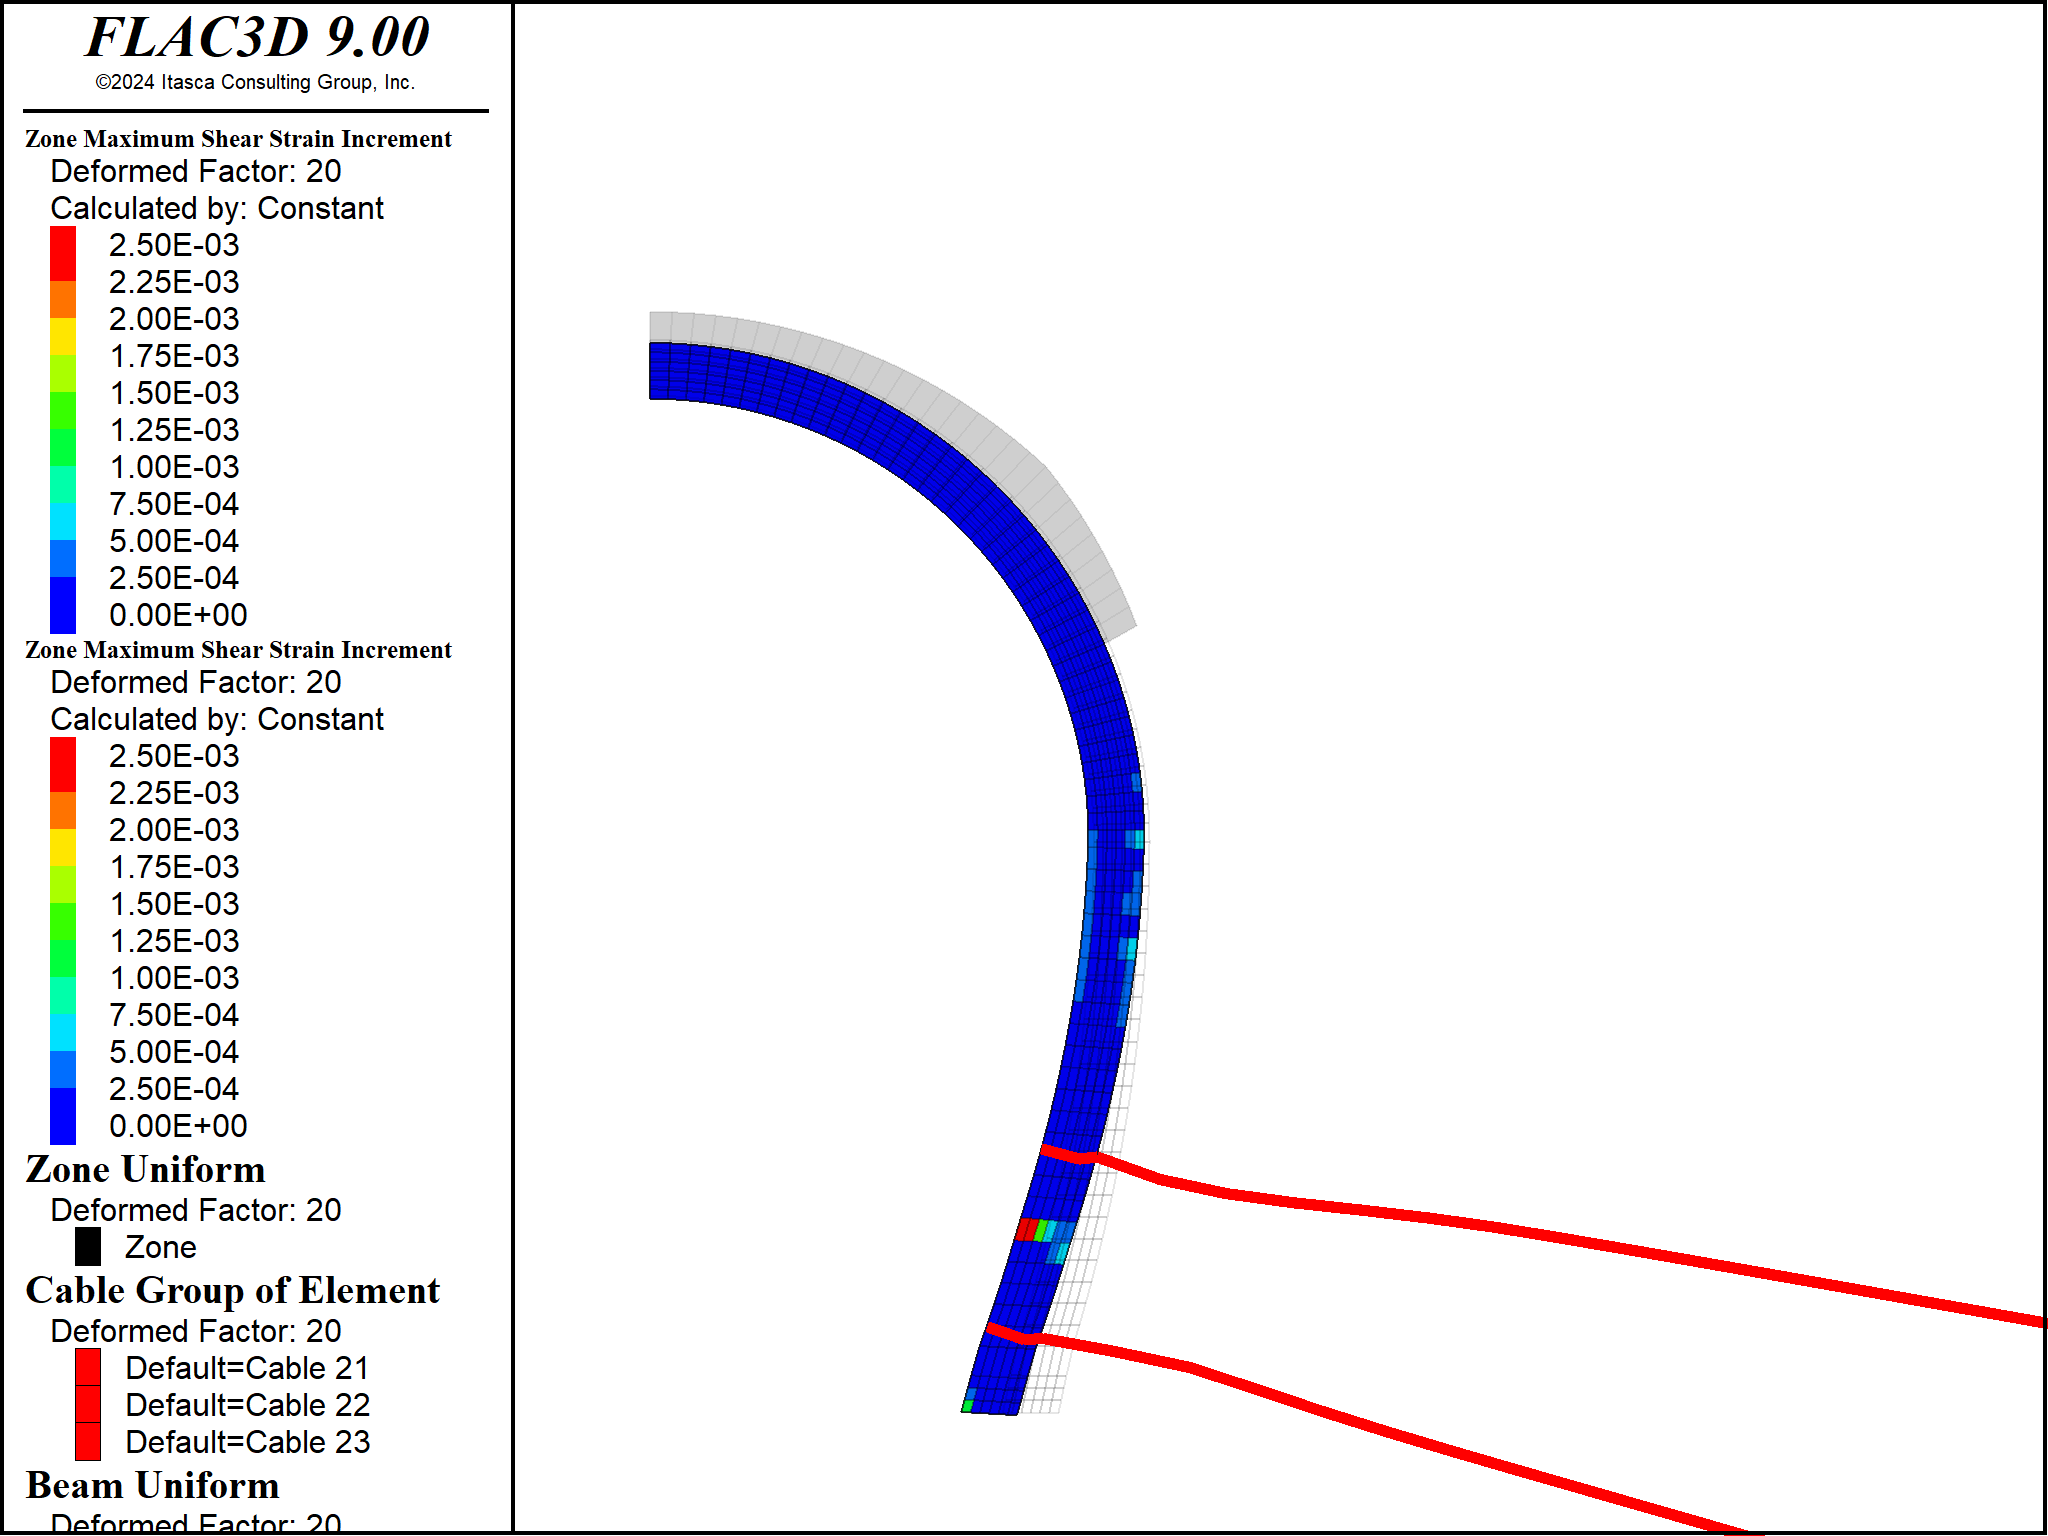 FLAC3D 9.00
©2024 Itasca Consulting Group, Inc.
Zone Maximum Shear Strain Increment
Deformed Factor: 20
Calculated by: Constant
2.50E-03
2.25E-03
2.00E-03
1.75E-03
1.50E-03
1.25E-03
1.00E-03
7.50E-04
5.00E-04
2.50E-04
0.00E+00
Zone Maximum Shear Strain Increment
Deformed Factor: 20
Calculated by: Constant
2.50E-03
2.25E-03
2.00E-03
1.75E-03
1.50E-03
1.25E-03
1.00E-03
7.50E-04
5.00E-04
2.50E-04
0.00E+00
Zone Uniform
Deformed Factor: 20
Zone
Cable Group of Element
Deformed Factor: 20
Default=Cable 21
Default=Cable 22
Default=Cable 23
Beam Uniform
Deformed Factor: 20